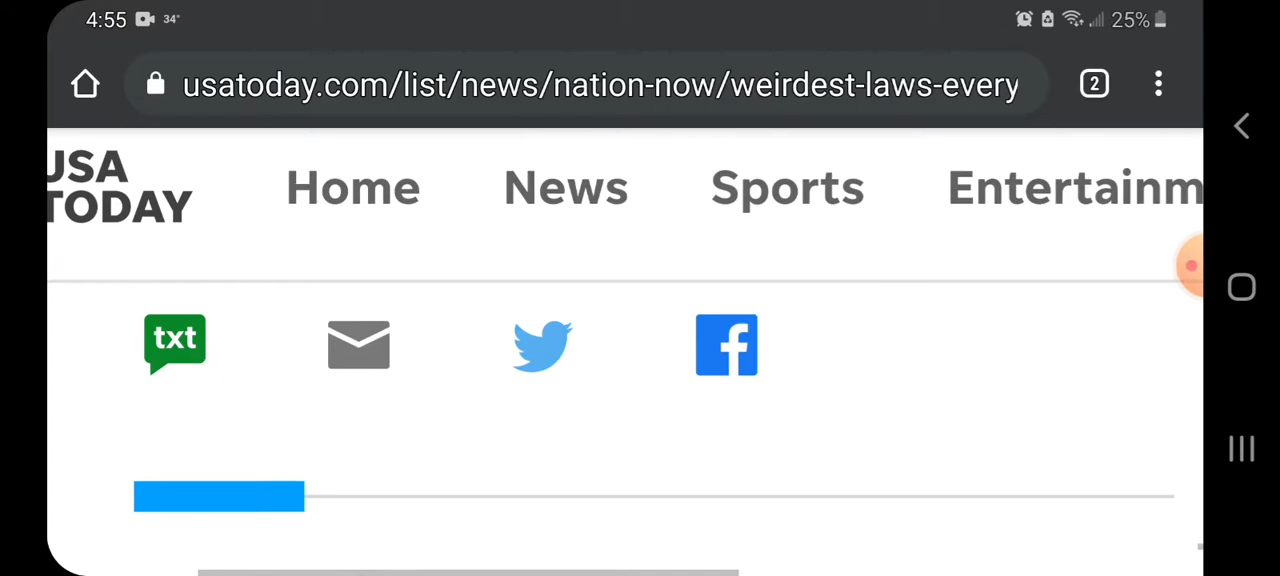 4:55 34°
25%
usatoday.com/list/news/nation-now/weirdest-laws-every
2
USA
TODAY
Home News Sports Entertainm
txt